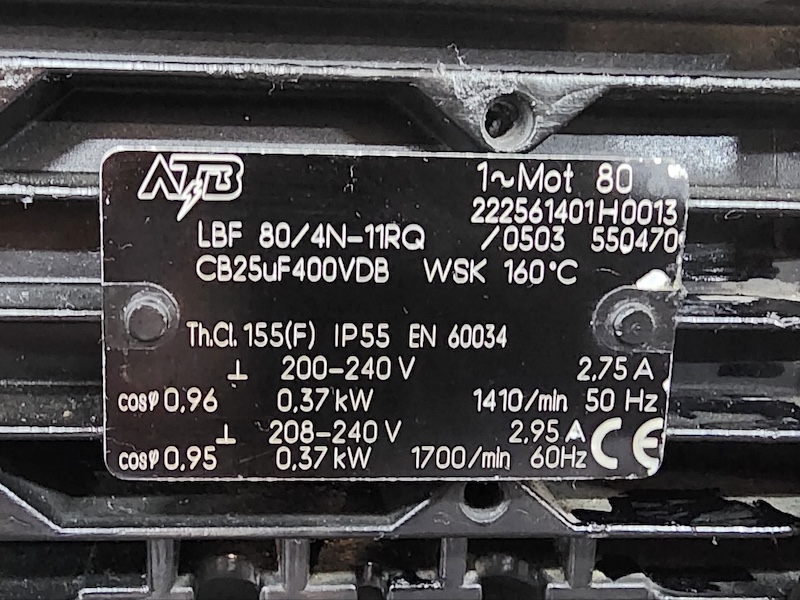 ATB
1~Mot 80
222561401H0013
LBF 80/4N-11RQ /0503 550470
CB25uF400VDB WSK 160°C
Th.Cl. 155(F) IP55 EN 60034
⊥ 200-240 V 2,75 A
cosφ 0,96 0,37 kW 1410/min 50 Hz
⊥ 208-240 V 2,95 A
cosφ 0,95 0,37 kW 1700/min 60Hz
CE